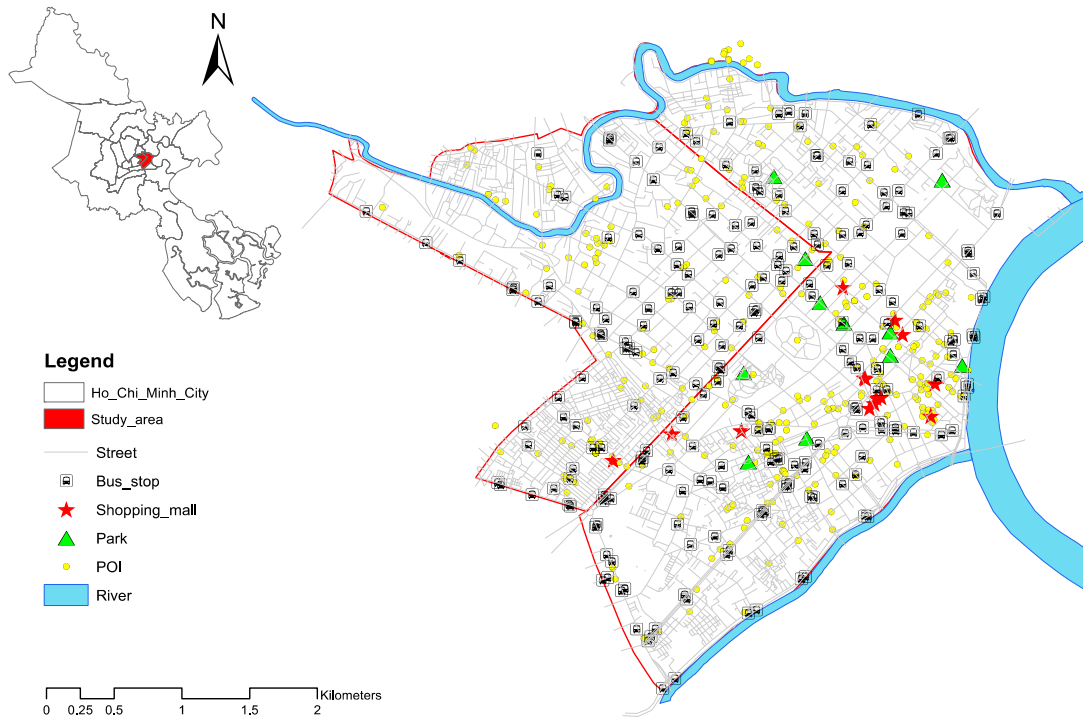 N
Legend
Ho_Chi_Minh_City
Study_area
Street
Bus_stop
Shopping_mall
Park
POI
River
Kilometers
0 0.25 0.5 1 1.5 2